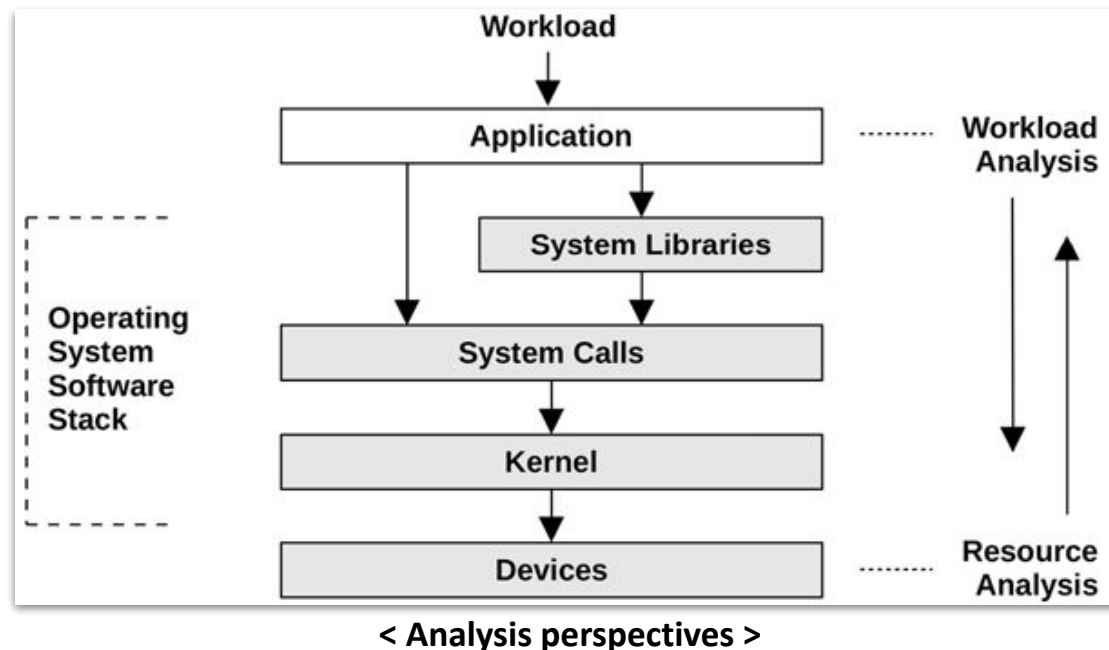 Workload
Application
Workload
Analysis
System Libraries
Operating
System
Software
Stack
System Calls
Kernel
Devices
Resource
Analysis
< Analysis perspectives >